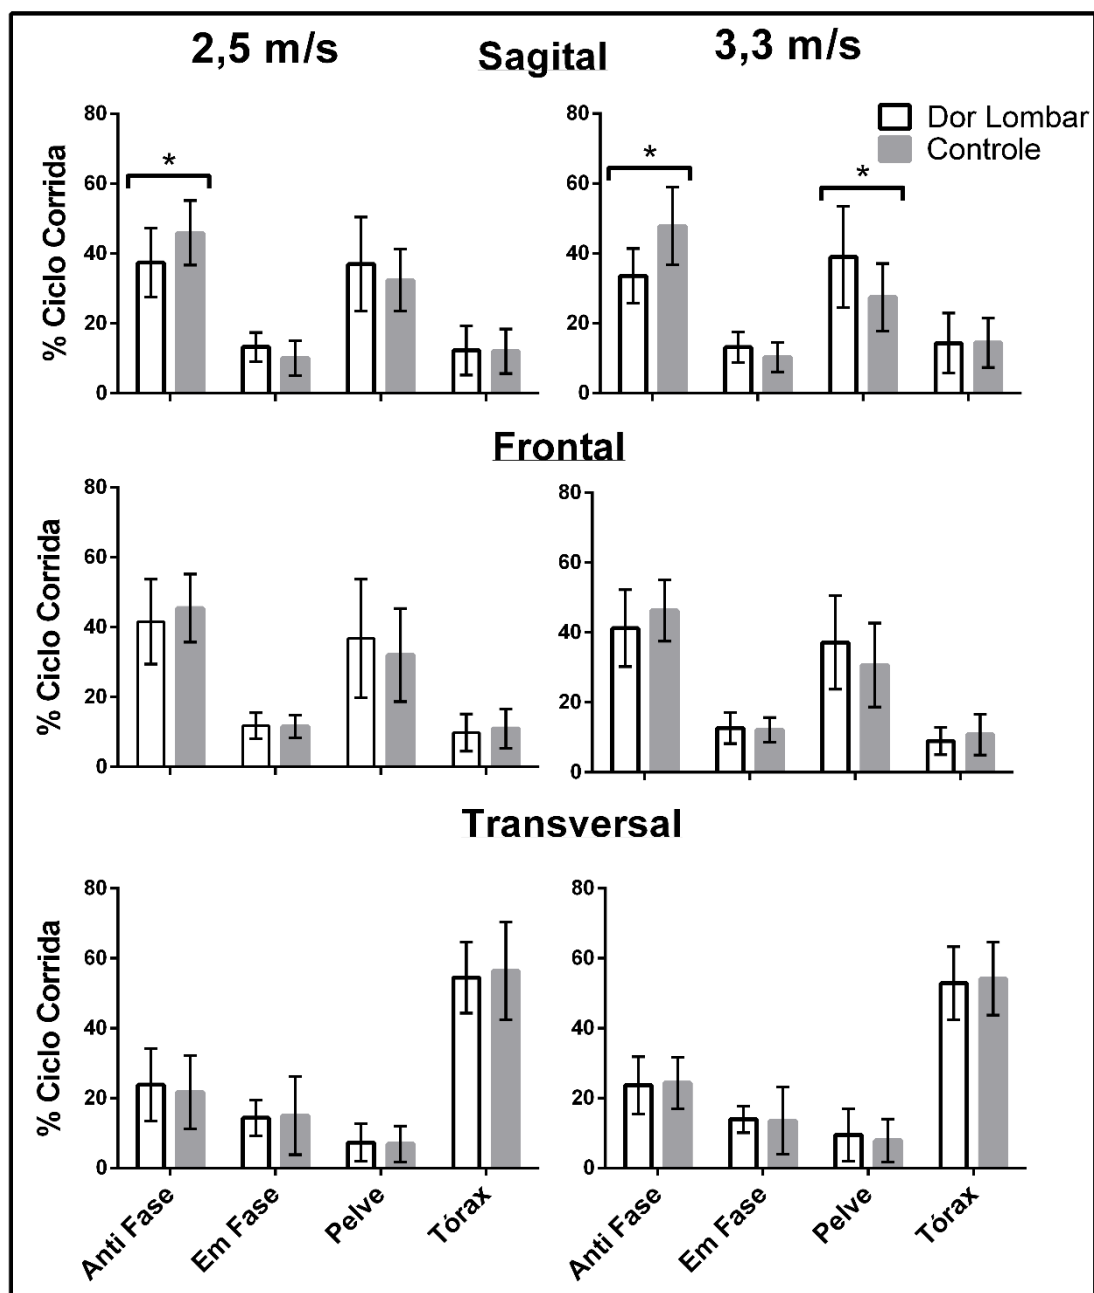 2,5 m/s
Sagital
3,3 m/s
Dor Lombar
Controle
% Ciclo Corrida
80
60
40
20
0
*
80
60
40
20
0
*
*
Frontal
% Ciclo Corrida
80
60
40
20
0
80
60
40
20
0
Transversal
% Ciclo Corrida
80
60
40
20
0
80
60
40
20
0
Anti Fase
Em Fase
Pelve
Tórax
Anti Fase
Em Fase
Pelve
Tórax